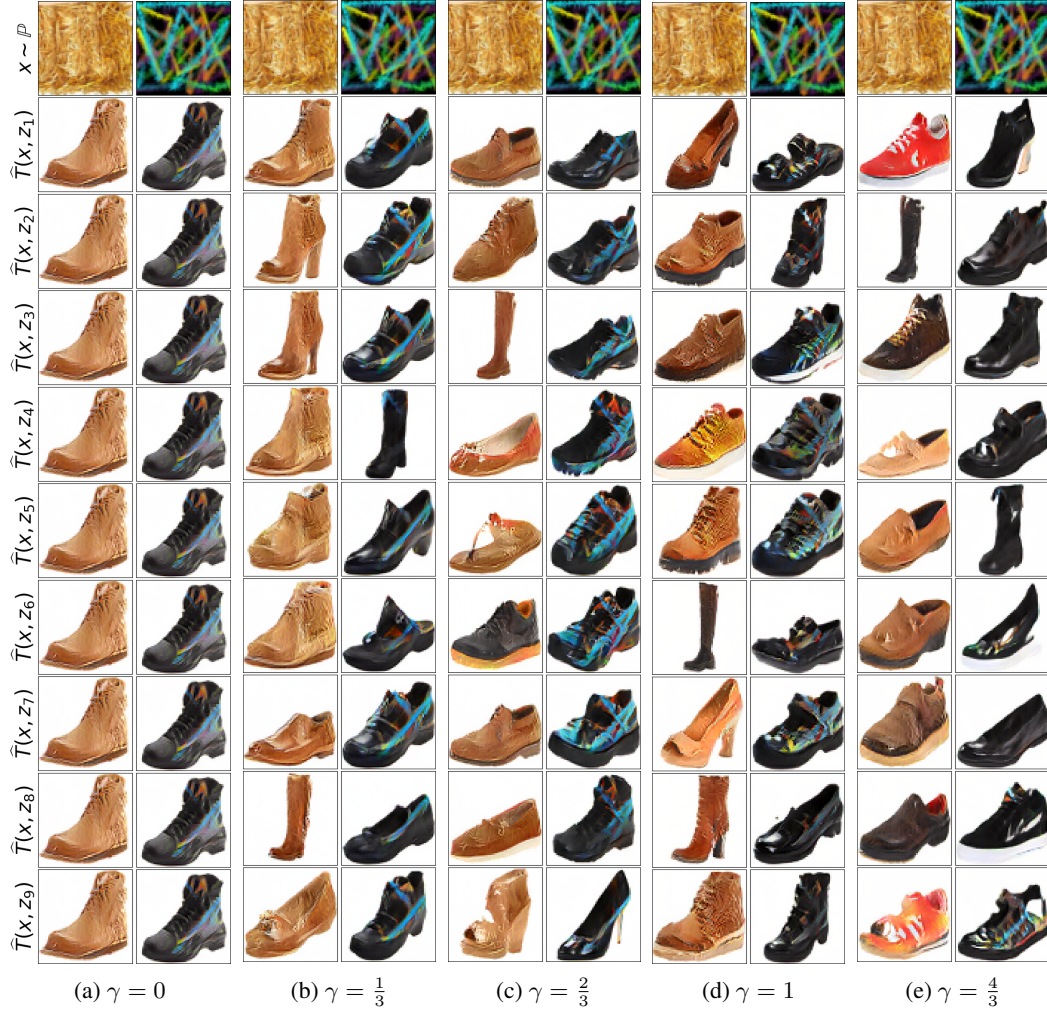 x ~ ℙ
T̂(x, z₁)
T̂(x, z₂)
T̂(x, z₃)
T̂(x, z₄)
T̂(x, z₅)
T̂(x, z₆)
T̂(x, z₇)
T̂(x, z₈)
T̂(x, z₉)
(a) γ = 0
(b) γ = 1/3
(c) γ = 2/3
(d) γ = 1
(e) γ = 4/3